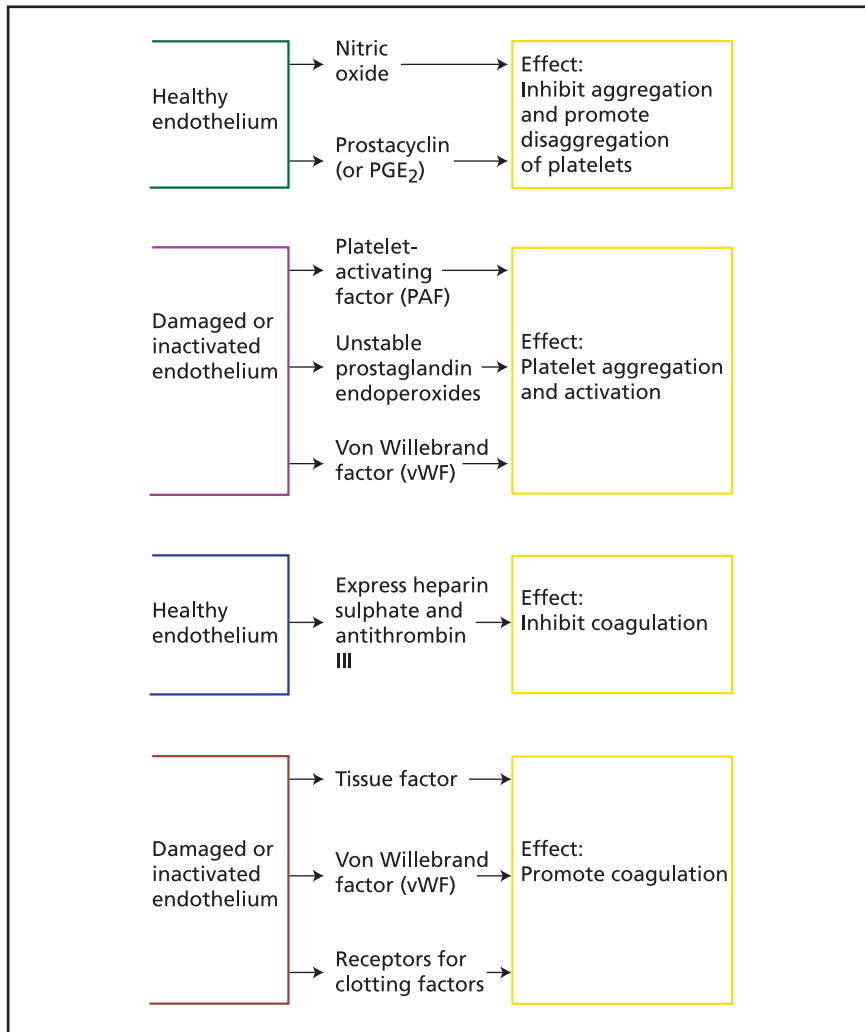 Healthy
endothelium
Nitric
oxide
Prostacyclin
(or PGE2)
Effect:
Inhibit aggregation
and promote
disaggregation
of platelets
Damaged or
inactivated
endothelium
Platelet-
activating
factor (PAF)
Unstable
prostaglandin
endoperoxides
Von Willebrand
factor (vWF)
Effect:
Platelet aggregation
and activation
Healthy
endothelium
Express heparin
sulphate and
antithrombin
III
Effect:
Inhibit coagulation
Damaged or
inactivated
endothelium
Tissue factor
Von Willebrand
factor (vWF)
Receptors for
clotting factors
Effect:
Promote coagulation